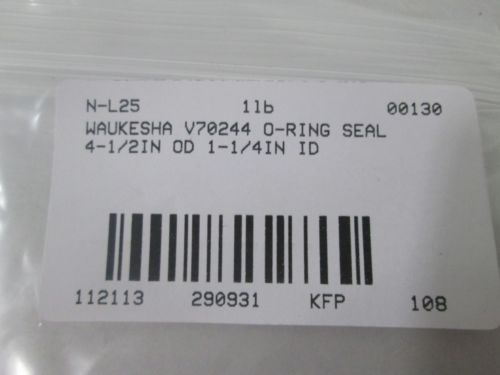 N-L25 1lb 00130
WAUKESHA V70244 O-RING SEAL
4-1/2IN OD 1-1/4IN ID
112113 290931 KFP 108